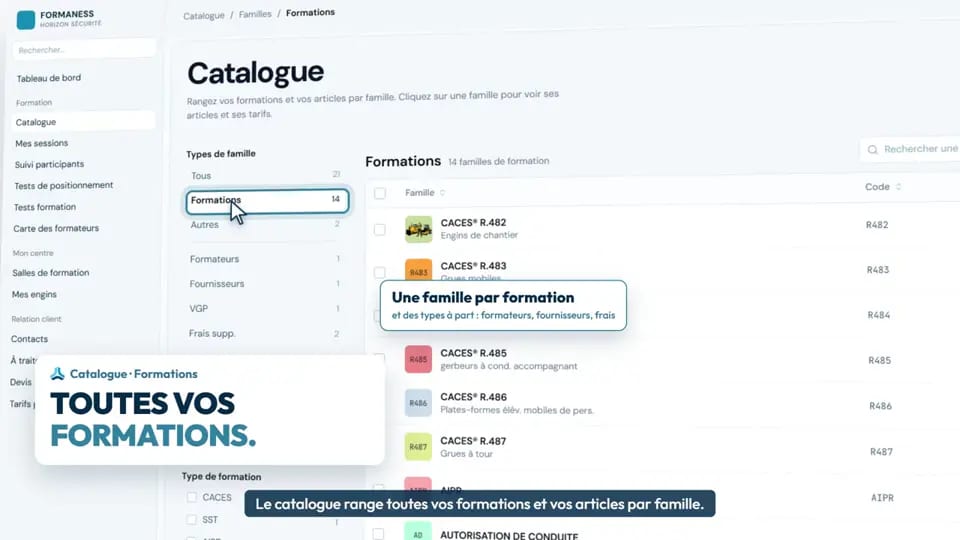 FORMANESS
HORIZON SÉCURITÉ
Rechercher...
Tableau de bord
Formation
Catalogue
Mes sessions
Suivi participants
Tests de positionnement
Tests formation
Carte des formateurs
Mon centre
Salles de formation
Mes engins
Relation client
Contacts
À trait
Devis
Tarifs
Catalogue / Familles / Formations
Catalogue
Rangez vos formations et vos articles par famille. Cliquez sur une famille pour voir ses
articles et ses tarifs.
Types de famille
Tous 21
Formations 14
Autres 2
Formateurs 1
Fournisseurs 1
VGP 1
Frais supp. 2
Catalogue · Formations
TOUTES VOS
FORMATIONS.
Type de formation
CACES
SST 1
Formations 14 familles de formation
Rechercher une
Famille Code
CACES® R.482 R482
Engins de chantier
R483 CACES® R.483 R483
Grues mobiles
Une famille par formation
et des types à part : formateurs, fournisseurs, frais
R484
R485 CACES® R.485 R485
gerbeurs à cond. accompagnant
R486 CACES® R.486 R486
Plates-formes élév. mobiles de pers.
R487 CACES® R.487 R487
Grues à tour
AIPR AIPR
Le catalogue range toutes vos formations et vos articles par famille.
AD AUTORISATION DE CONDUITE